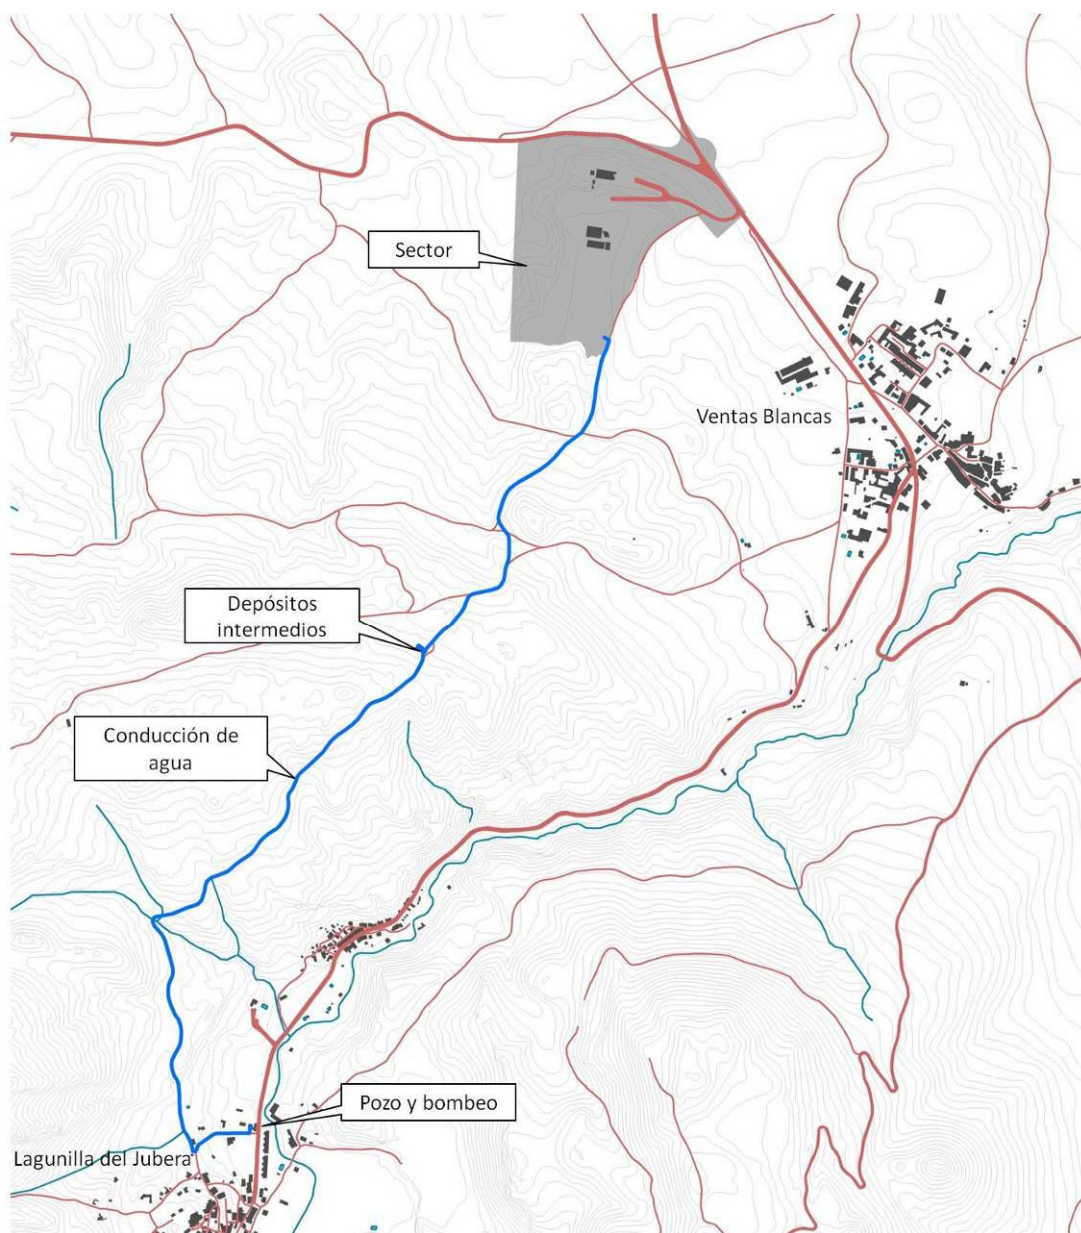 Sector
Ventas Blancas
Depósitos
intermedios
Conducción de
agua
Pozo y bombeo
Lagunilla del Jubera